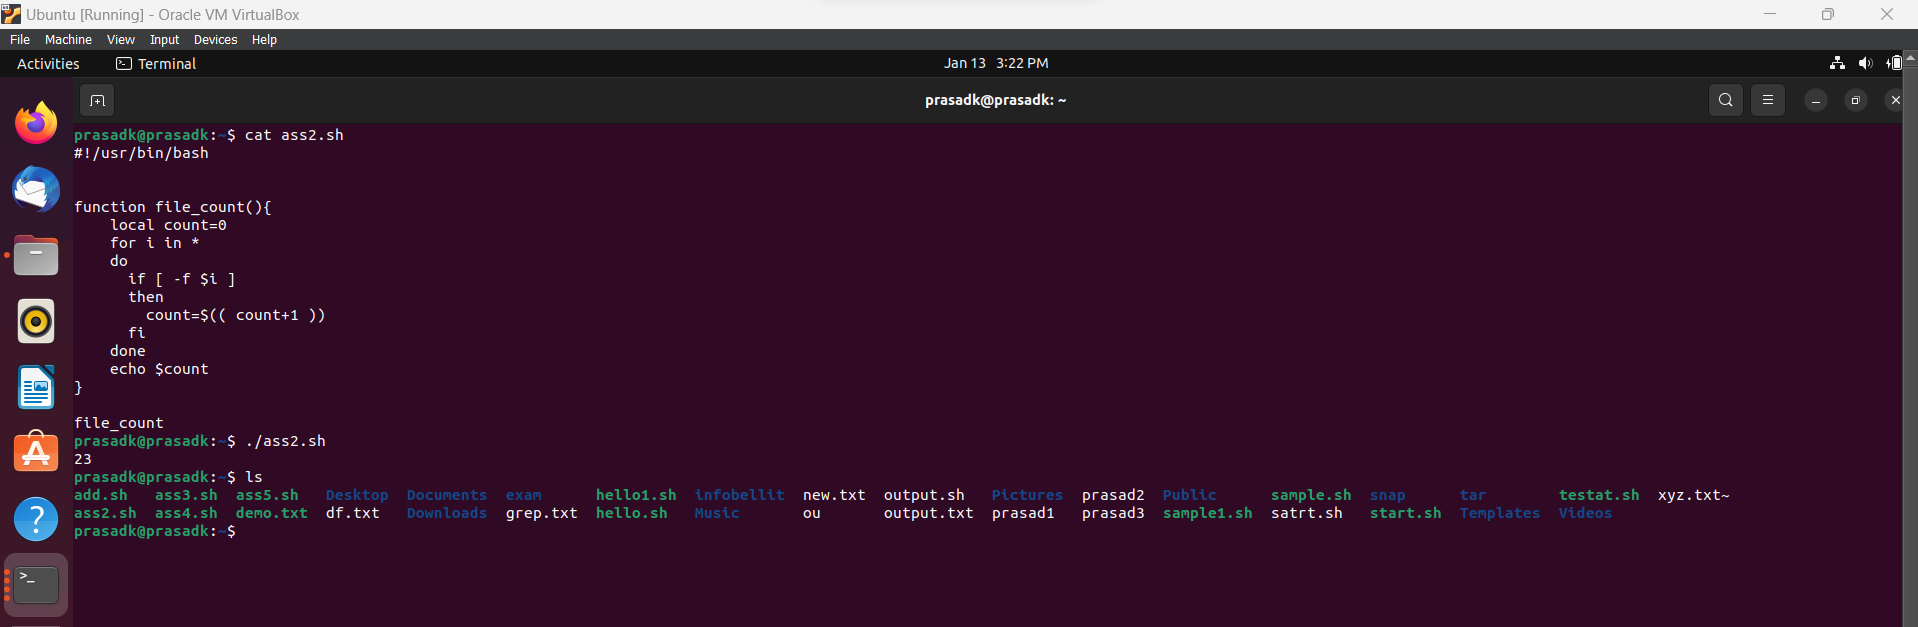 Ubuntu [Running] - Oracle VM VirtualBox
File Machine View Input Devices Help
Activities Terminal Jan 13 3:22 PM
prasadk@prasadk: ~
prasadk@prasadk:~$ cat ass2.sh
#!/usr/bin/bash
function file_count(){
    local count=0
    for i in *
    do
      if [ -f $i ]
      then
        count=$(( count+1 ))
      fi
    done
    echo $count
}
file_count
prasadk@prasadk:~$ ./ass2.sh
23
prasadk@prasadk:~$ ls
add.sh   ass3.sh  ass5.sh   Desktop  Documents  exam      hello1.sh  infobellit  new.txt  output.sh   Pictures  prasad2  Public      sample.sh  snap      tar        testat.sh  xyz.txt~
ass2.sh  ass4.sh  demo.txt  df.txt   Downloads  grep.txt  hello.sh   Music       ou       output.txt  prasad1   prasad3  sample1.sh  satrt.sh   start.sh  Templates  Videos
prasadk@prasadk:~$